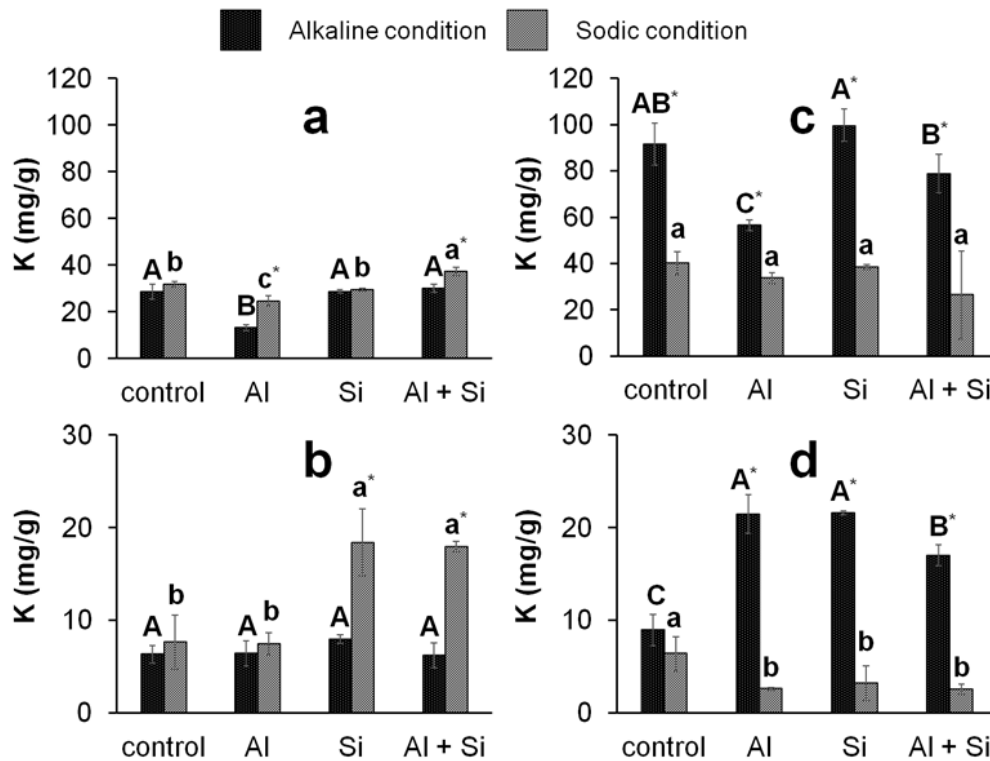 Alkaline condition Sodic condition
K (mg/g)
120
100
80
60
40
20
0
a
A b
B c*
A b
A a*
control Al Si Al + Si
K (mg/g)
120
100
80
60
40
20
0
c
AB* a
C* a
A* a
B* a
control Al Si Al + Si
K (mg/g)
30
20
10
0
b
A b
A b
A a*
A a*
control Al Si Al + Si
K (mg/g)
30
20
10
0
d
C a
A* b
A* b
B* b
control Al Si Al + Si